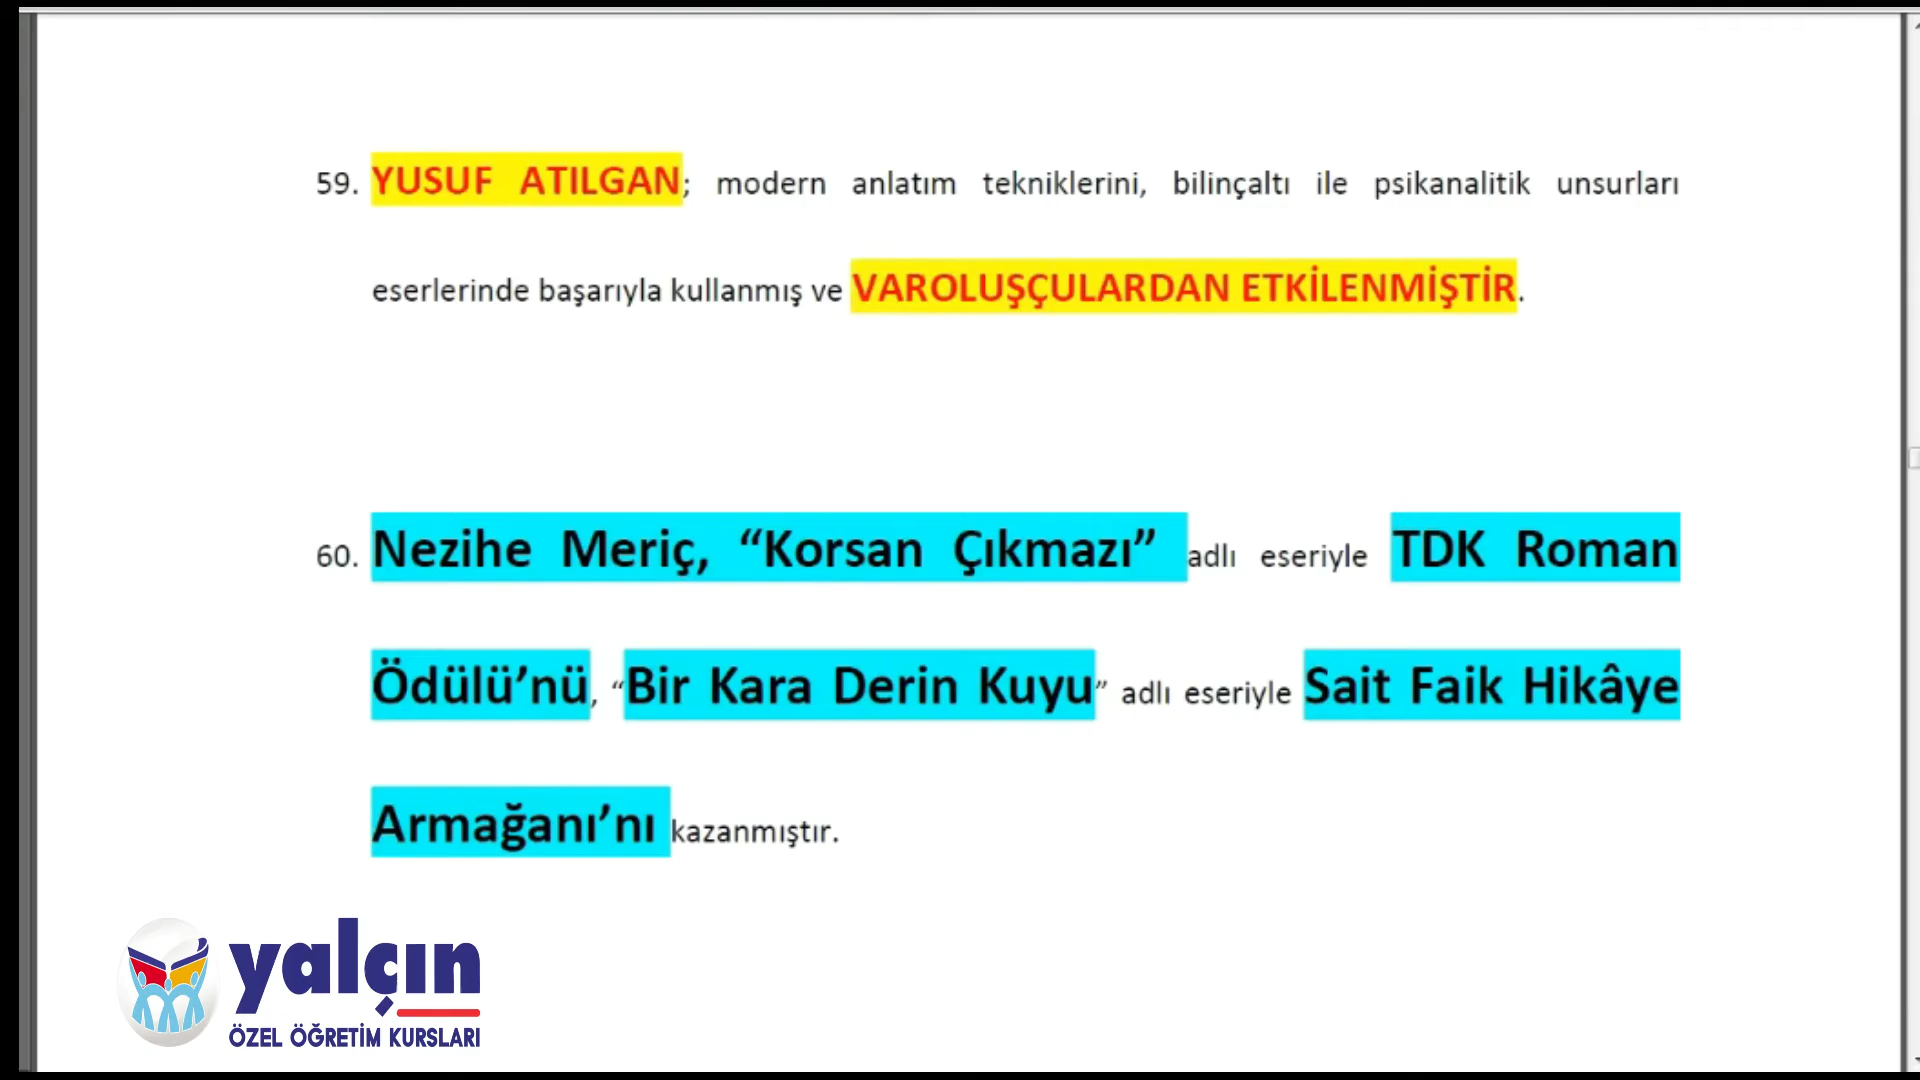 59. YUSUF ATILGAN; modern anlatım tekniklerini, bilinçaltı ile psikanalitik unsurları
eserlerinde başarıyla kullanmış ve VAROLUŞÇULARDAN ETKİLENMİŞTİR.
60. Nezihe Meriç, “Korsan Çıkmazı” adlı eseriyle TDK Roman
Ödülü’nü, “Bir Kara Derin Kuyu” adlı eseriyle Sait Faik Hikâye
Armağanı’nı kazanmıştır.
yalçın
ÖZEL ÖĞRETİM KURSLARI